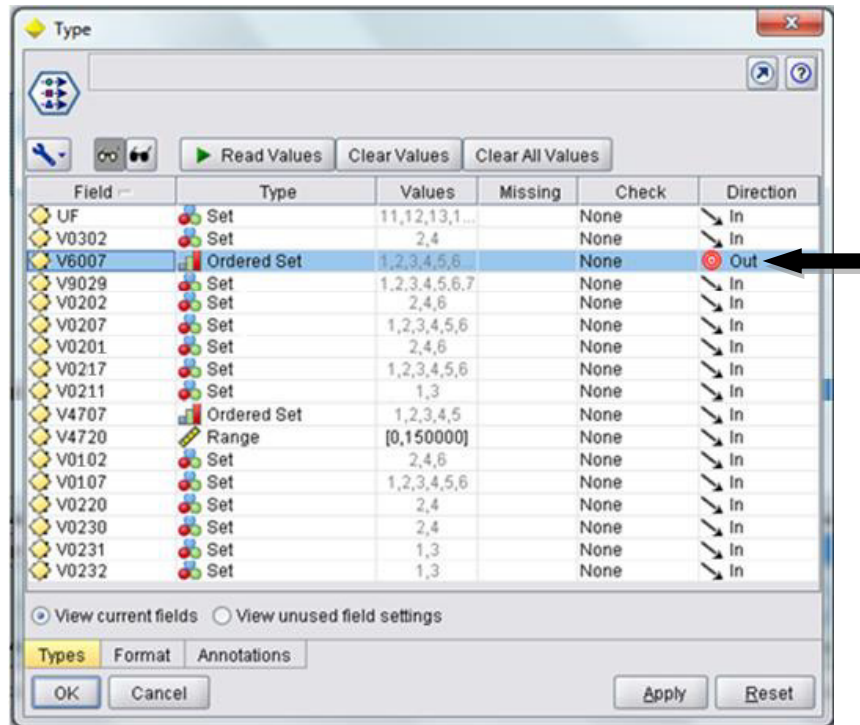 Type
Read Values Clear Values Clear All Values
Field Type Values Missing Check Direction
UF Set 11,12,13,1... None In
V0302 Set 2,4 None In
V6007 Ordered Set 1,2,3,4,5,6... None Out
V9029 Set 1,2,3,4,5,6,7 None In
V0202 Set 2,4,6 None In
V0207 Set 1,2,3,4,5,6 None In
V0201 Set 2,4,6 None In
V0217 Set 1,2,3,4,5,6 None In
V0211 Set 1,3 None In
V4707 Ordered Set 1,2,3,4,5 None In
V4720 Range [0,150000] None In
V0102 Set 2,4,6 None In
V0107 Set 1,2,3,4,5,6 None In
V0220 Set 2,4 None In
V0230 Set 2,4 None In
V0231 Set 1,3 None In
V0232 Set 1,3 None In
View current fields View unused field settings
Types Format Annotations
OK Cancel Apply Reset